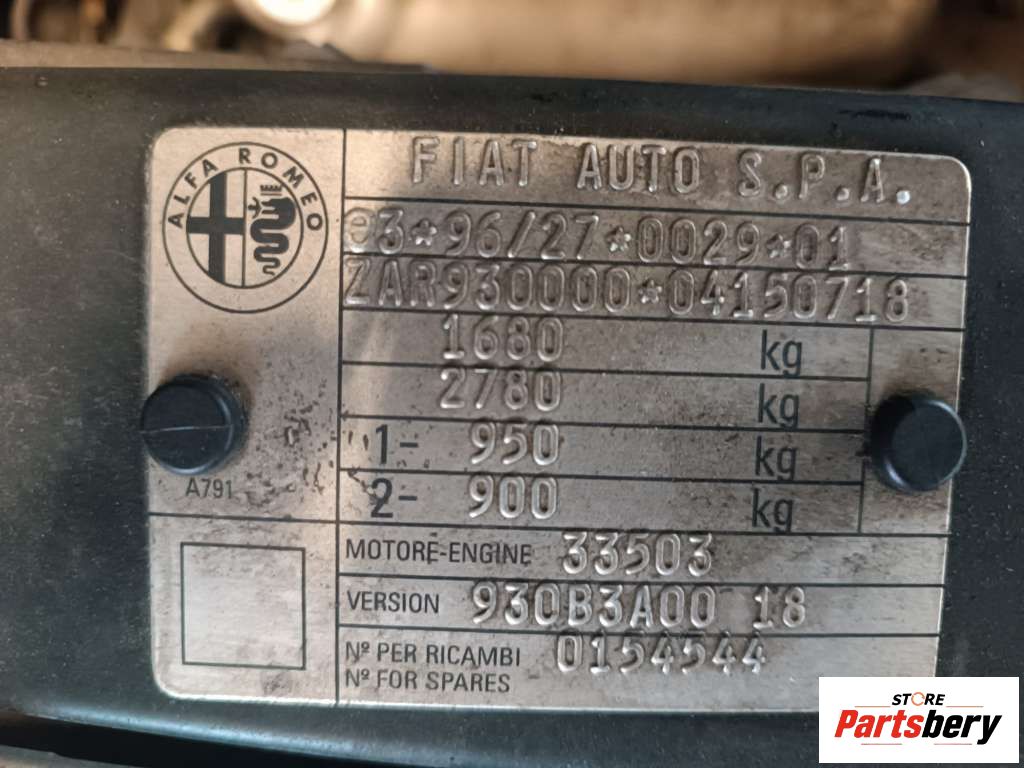 ALFA ROMEO
FIAT AUTO S.P.A.
e3*96/27*0029*01
ZAR930000*04150718
1680 kg
2780 kg
1- 950 kg
2- 900 kg
A791
MOTORE-ENGINE 33503
VERSION 930B3A00 18
Nº PER RICAMBI 0154544
Nº FOR SPARES
STORE
Partsbery